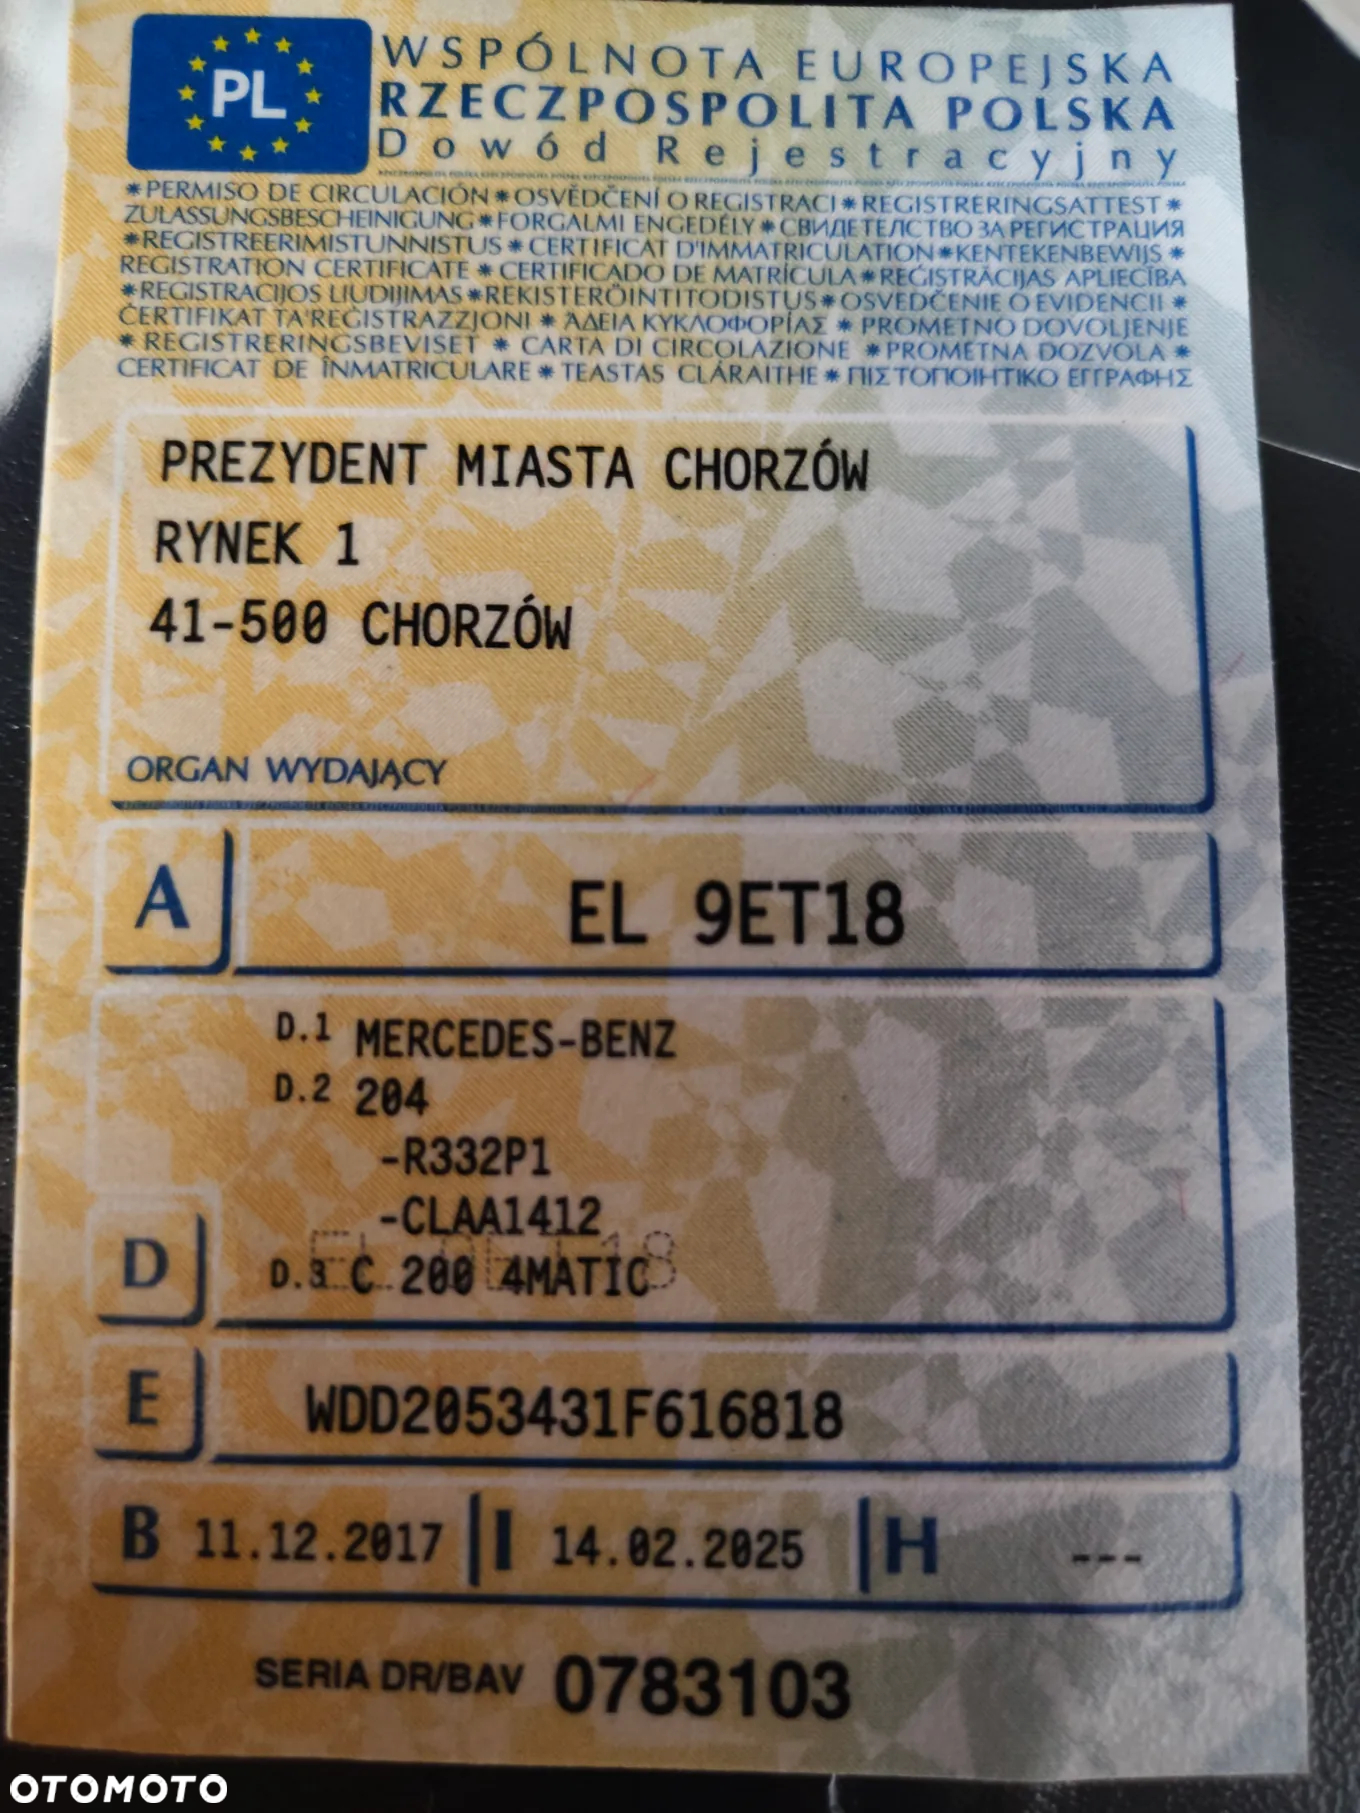 PL
WSPÓLNOTA EUROPEJSKA
RZECZPOSPOLITA POLSKA
Dowód Rejestracyjny
*PERMISO DE CIRCULACIÓN*OSVĚDČENÍ O REGISTRACI*REGISTRERINGSATTEST*
ZULASSUNGSBESCHEINIGUNG*FORGALMI ENGEDÉLY*СВИДЕТЕЛСТВО ЗА РЕГИСТРАЦИЯ
*REGISTREERIMISTUNNISTUS*CERTIFICAT D'IMMATRICULATION*KENTEKENBEWIJS*
REGISTRATION CERTIFICATE*CERTIFICADO DE MATRÍCULA*REĢISTRĀCIJAS APLIECĪBA
*REGISTRACIJOS LIUDIJIMAS*REKISTERÖINTITODISTUS*OSVEDČENIE O EVIDENCII*
ĊERTIFIKAT TA'REĠISTRAZZJONI*ΆΔΕΙΑ ΚΥΚΛΟΦΟΡΊΑΣ*PROMETNO DOVOLJENJE
*REGISTRERINGSBEVISET*CARTA DI CIRCOLAZIONE*PROMETNA DOZVOLA*
CERTIFICAT DE ÎNMATRICULARE*TEASTAS CLÁRAITHE*ΠΙΣΤΟΠΟΙΗΤΙΚΟ ΕΓΓΡΑΦΗΣ
PREZYDENT MIASTA CHORZÓW
RYNEK 1
41-500 CHORZÓW
ORGAN WYDAJĄCY
A EL 9ET18
D.1 MERCEDES-BENZ
D.2 204
-R332P1
-CLAA1412
D D.3 C 200 4MATIC
E WDD2053431F616818
B 11.12.2017 I 14.02.2025 H ---
SERIA DR/BAV 0783103
OTOMOTO